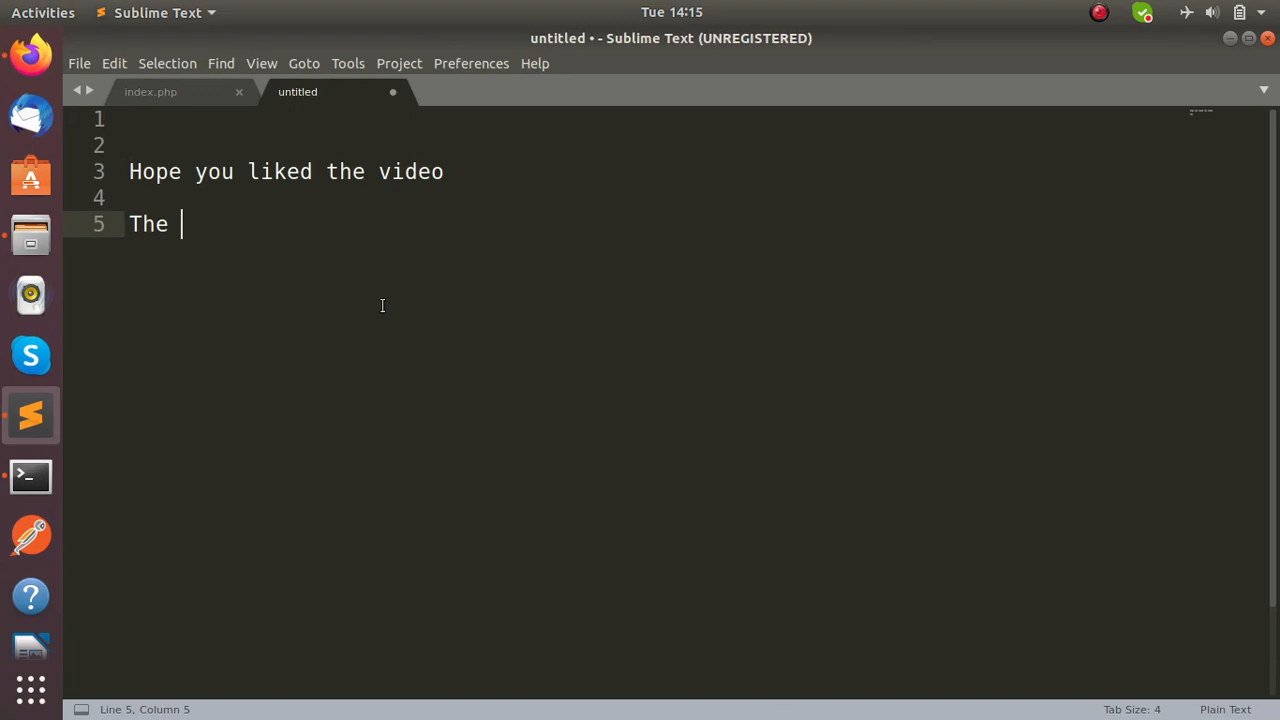 Activities Sublime Text Tue 14:15
untitled • - Sublime Text (UNREGISTERED)
File Edit Selection Find View Goto Tools Project Preferences Help
index.php untitled
1
2
3 Hope you liked the video
4
5 The
Line 5, Column 5 Tab Size: 4 Plain Text